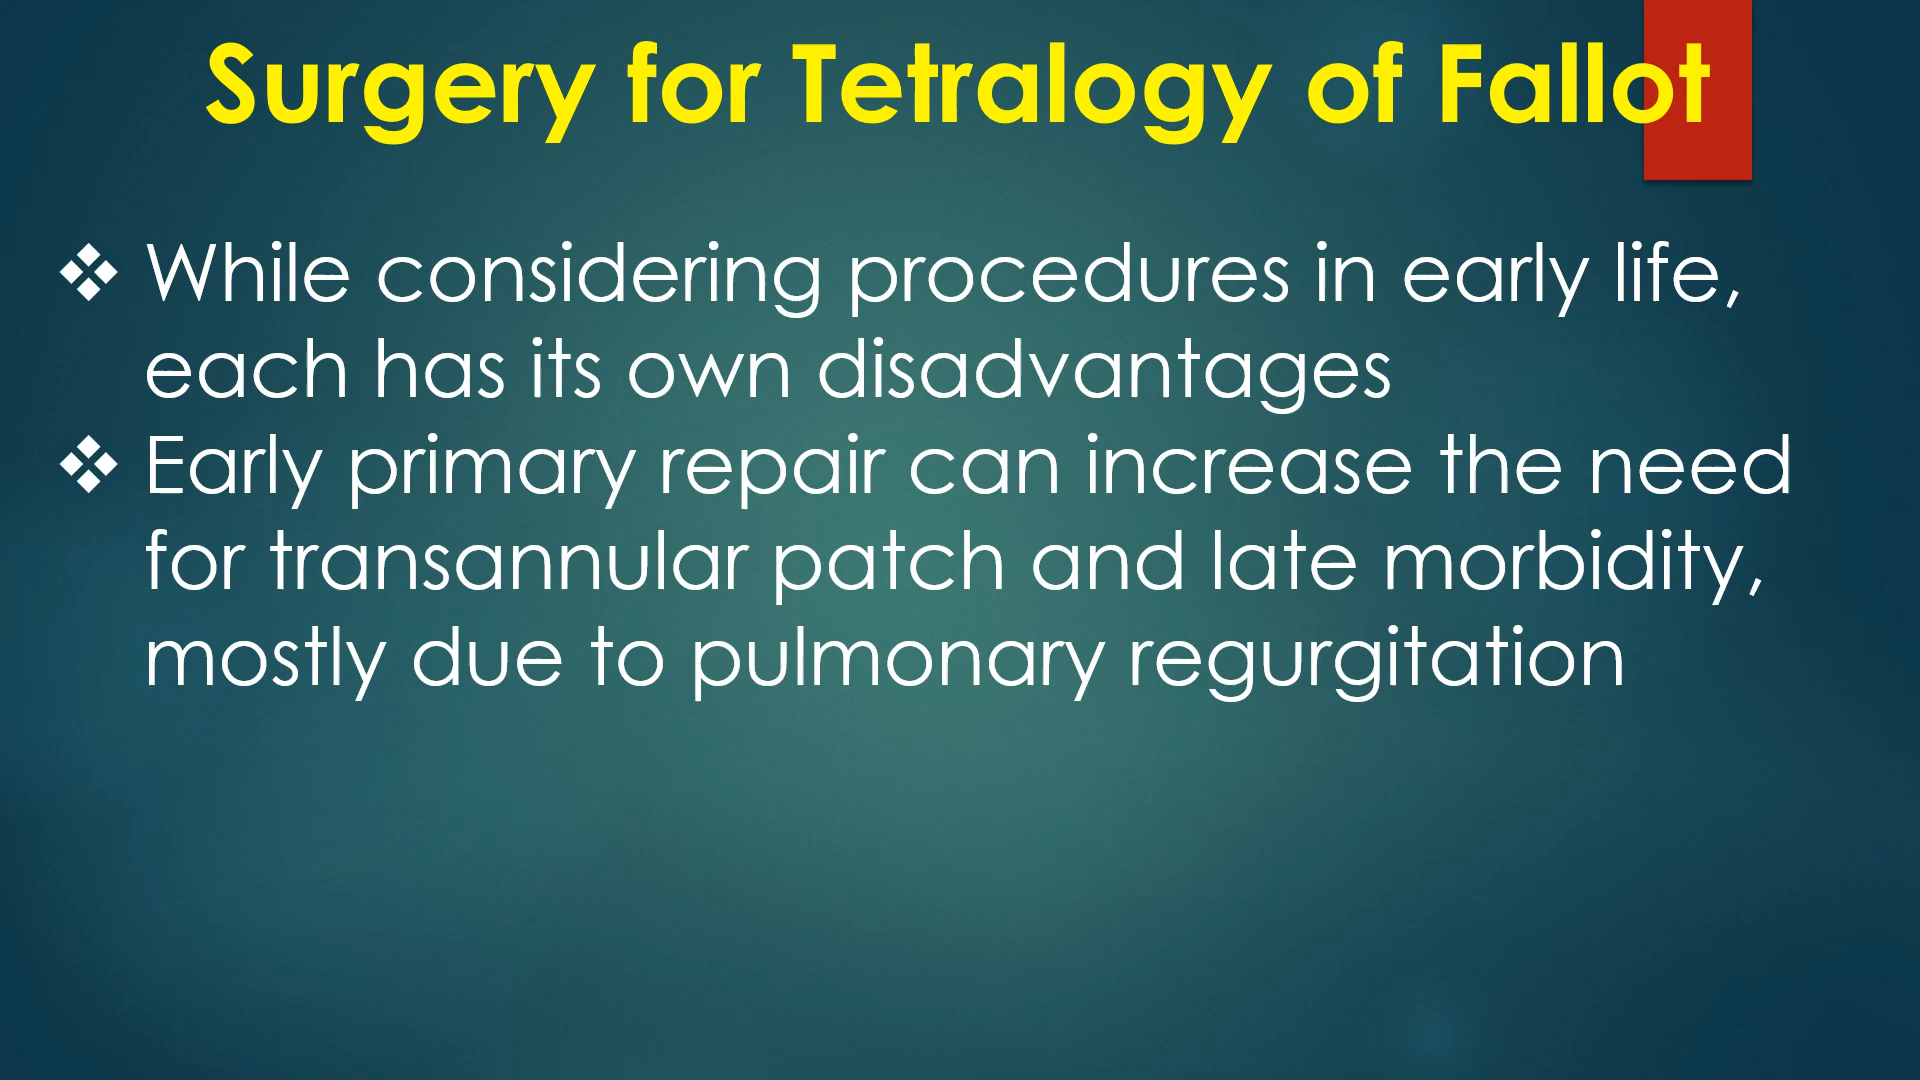 Surgery for Tetralogy of Fallot
❖ While considering procedures in early life,
each has its own disadvantages
❖ Early primary repair can increase the need
for transannular patch and late morbidity,
mostly due to pulmonary regurgitation